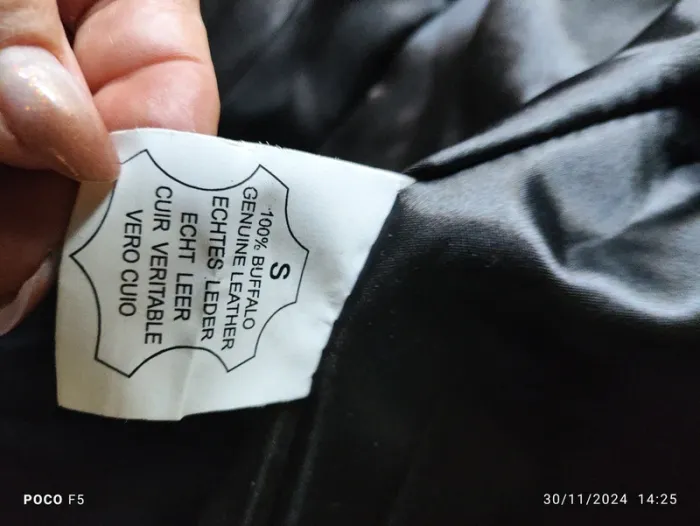 S
100% BUFFALO
GENUINE LEATHER
ECHTES LEDER
ECHT LEER
CUIR VERITABLE
VERO CUIO
POCO F5
30/11/2024 14:25